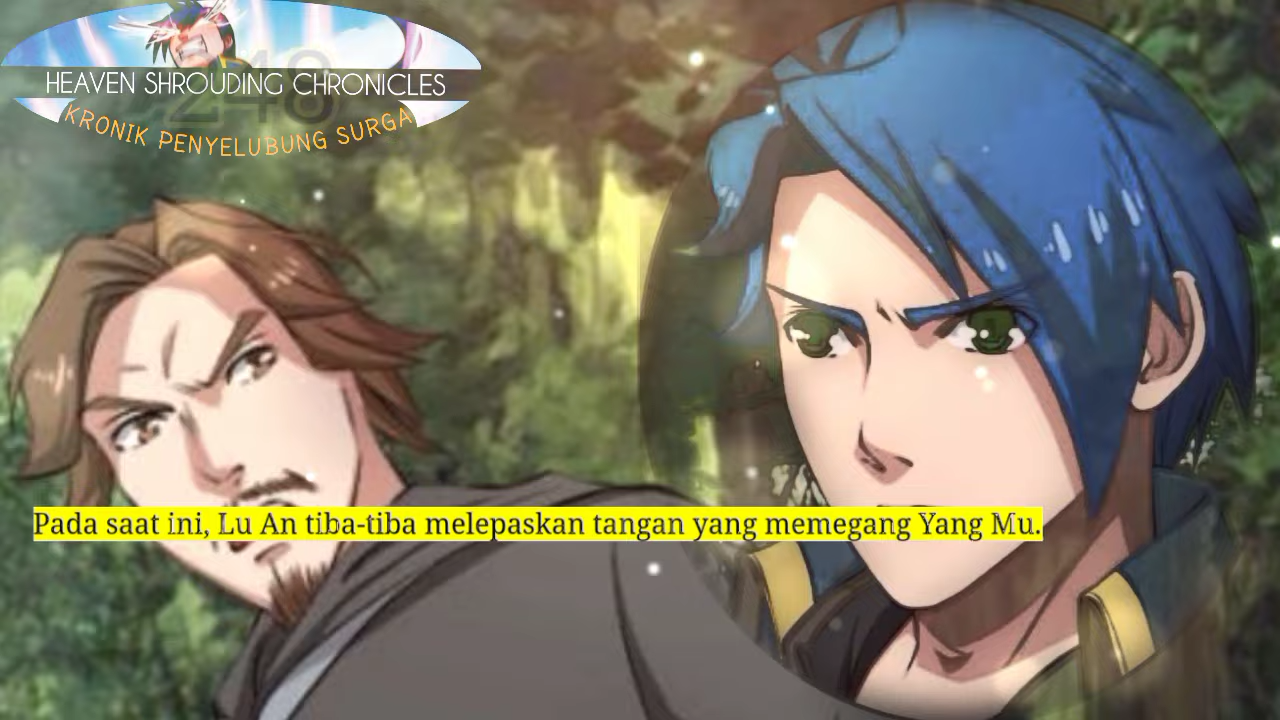 248
HEAVEN SHROUDING CHRONICLES
KRONIK PENYELUBUNG SURGA
Pada saat ini, Lu An tiba-tiba melepaskan tangan yang memegang Yang Mu.